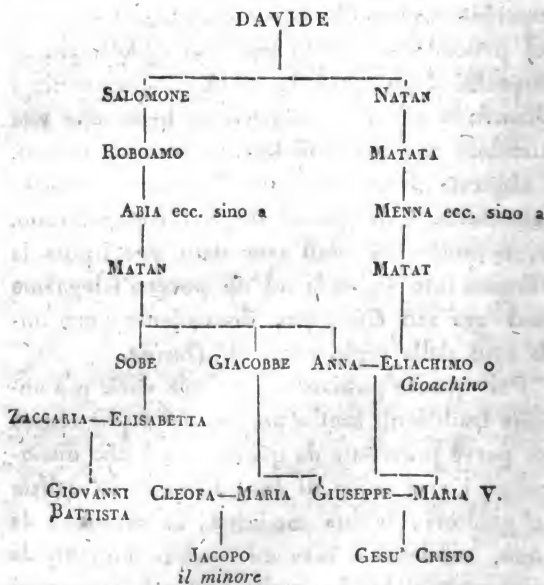 DAVIDE
SALOMONE NATAN
ROBOAMO MATATA
ABIA ecc. sino a MENNA ecc. sino a
MATAN MATAT
SOBE GIACOBBE ANNA—ELIACHIMO o
Gioachino
ZACCARIA—ELISABETTA
GIOVANNI CLEOFA—MARIA GIUSEPPE—MARIA V.
BATTISTA
JACOPO GESU' CRISTO
il minore